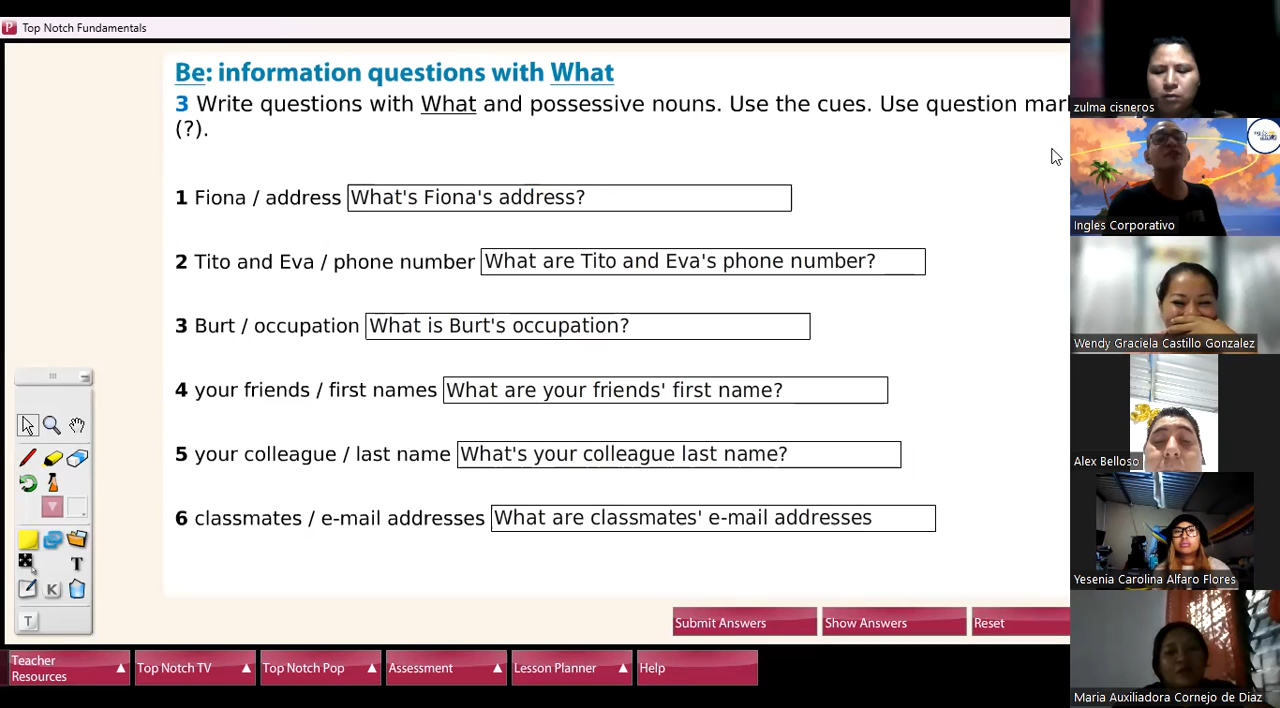 Top Notch Fundamentals
Be: information questions with What
3 Write questions with What and possessive nouns. Use the cues. Use question mar
(?).
1 Fiona / address What's Fiona's address?
2 Tito and Eva / phone number What are Tito and Eva's phone number?
3 Burt / occupation What is Burt's occupation?
4 your friends / first names What are your friends' first name?
5 your colleague / last name What's your colleague last name?
6 classmates / e-mail addresses What are classmates' e-mail addresses
Submit Answers
Show Answers
Reset
Teacher Resources
Top Notch TV
Top Notch Pop
Assessment
Lesson Planner
Help
T
K
T
zulma cisneros
Ingles Corporativo
Wendy Graciela Castillo Gonzalez
Alex Belloso
Yesenia Carolina Alfaro Flores
Maria Auxiliadora Cornejo de Diaz